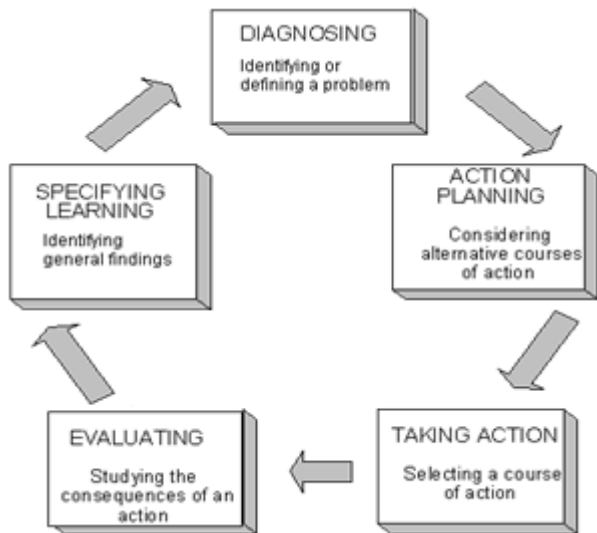 DIAGNOSING
Identifying or
defining a problem
ACTION
PLANNING
Considering
alternative courses
of action
TAKING ACTION
Selecting a course
of action
EVALUATING
Studying the
consequences of an
action
SPECIFYING
LEARNING
Identifying
general findings